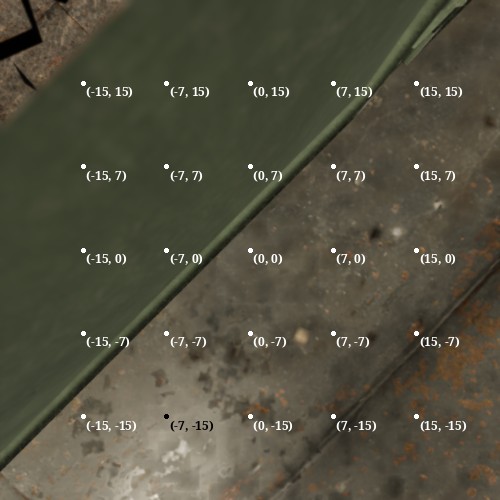 (-15, 15) (-7, 15) (0, 15) (7, 15) (15, 15)
(-15, 7) (-7, 7) (0, 7) (7, 7) (15, 7)
(-15, 0) (-7, 0) (0, 0) (7, 0) (15, 0)
(-15, -7) (-7, -7) (0, -7) (7, -7) (15, -7)
(-15, -15) (-7, -15) (0, -15) (7, -15) (15, -15)